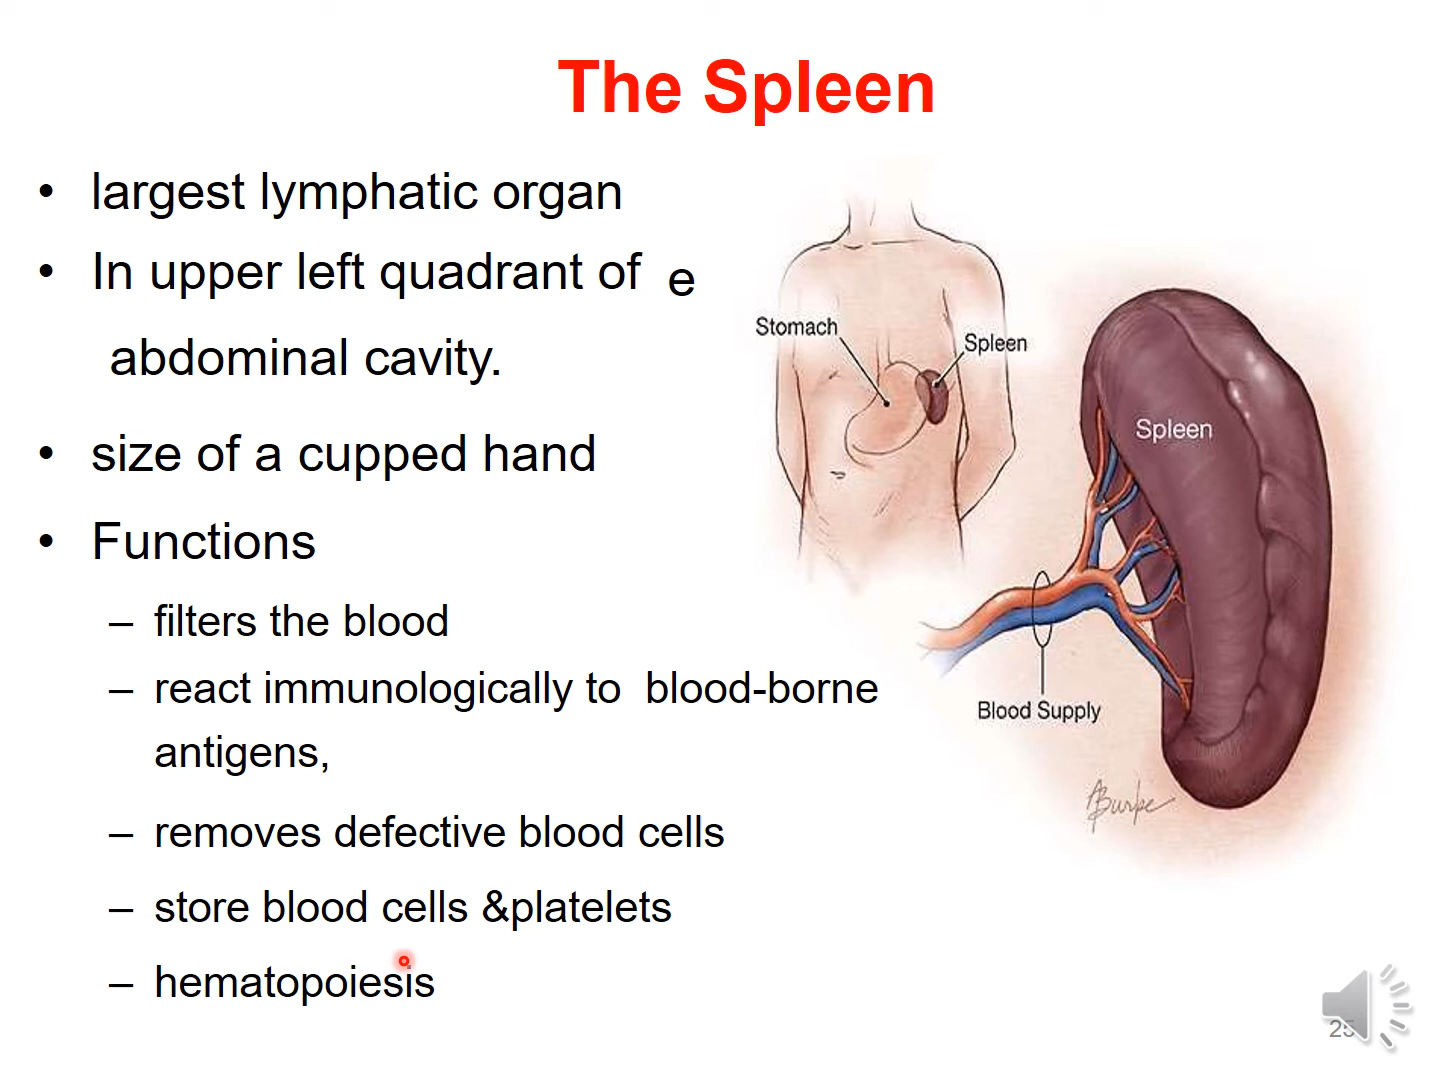 The Spleen
• largest lymphatic organ
• In upper left quadrant of e
abdominal cavity.
• size of a cupped hand
• Functions
– filters the blood
– react immunologically to blood-borne
antigens,
– removes defective blood cells
– store blood cells &platelets
– hematopoiesis
Stomach
Spleen
Spleen
Blood Supply
ABurpe